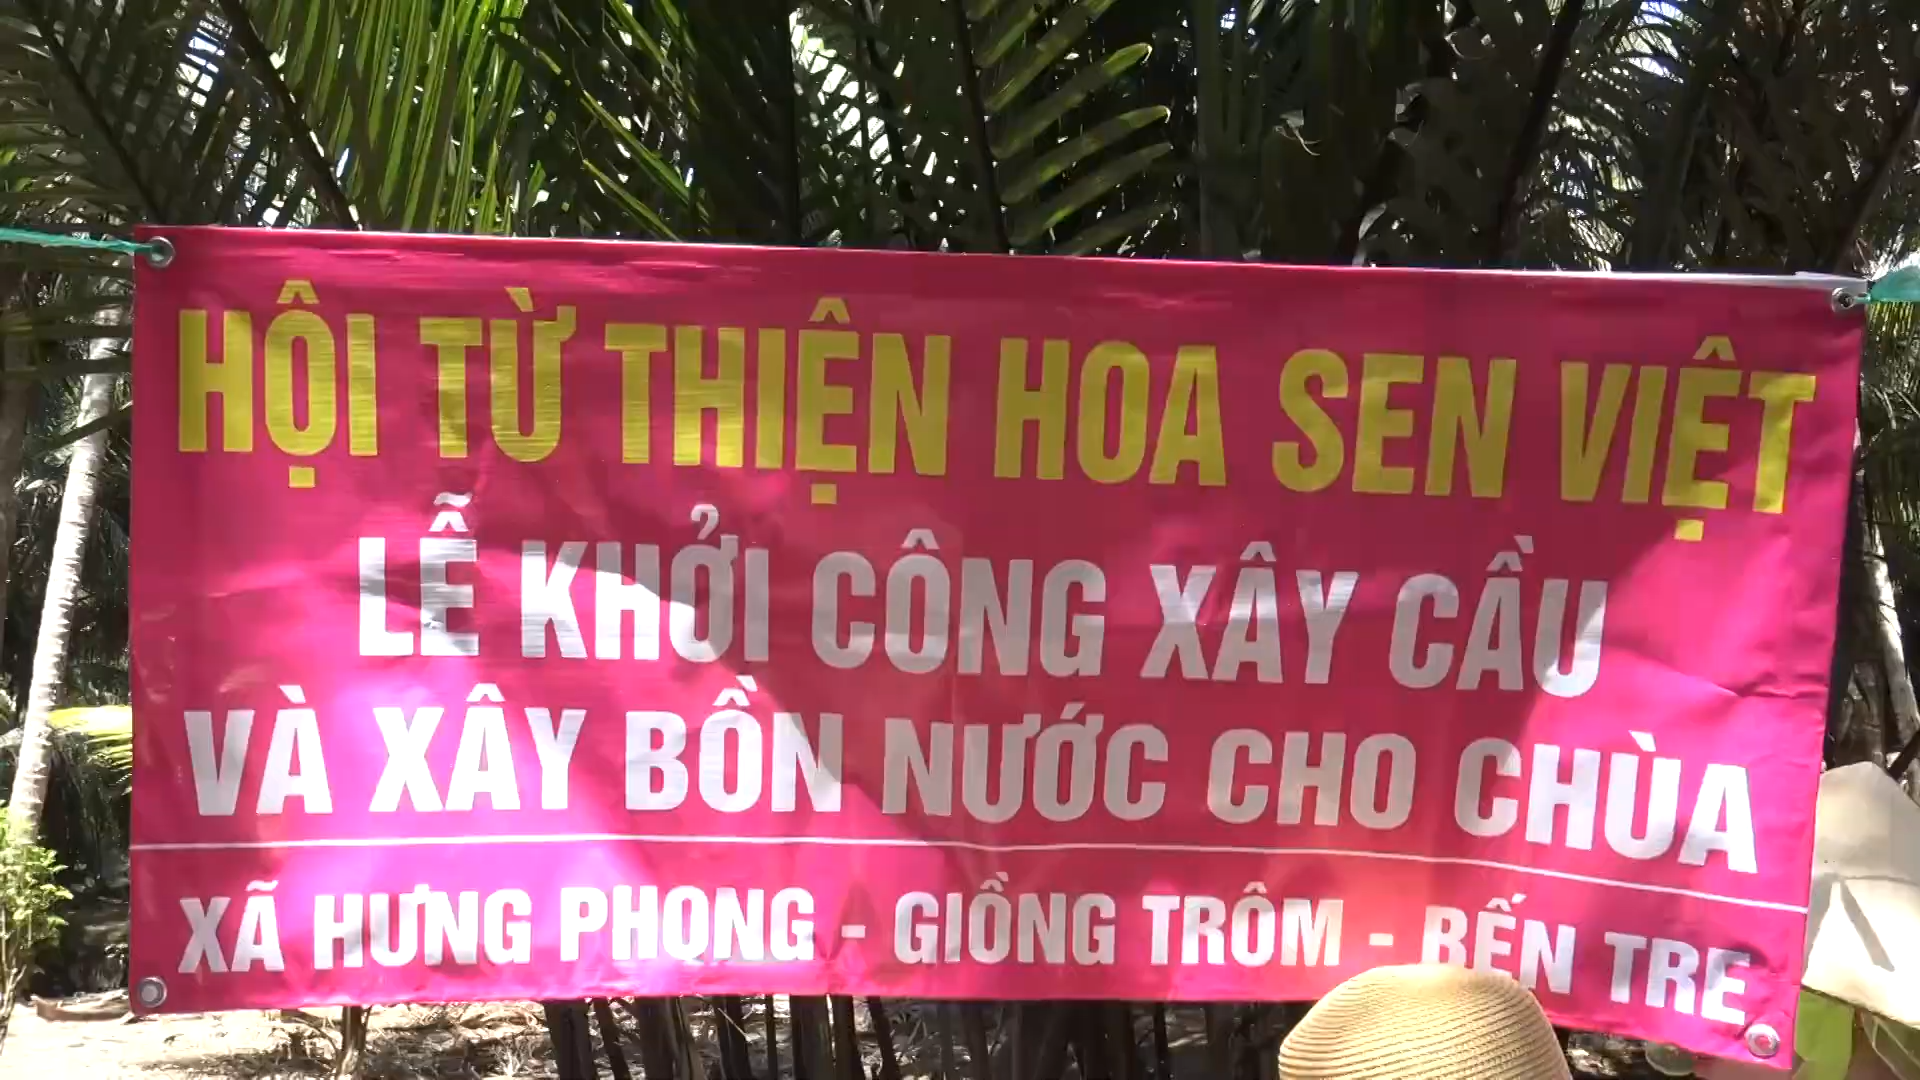 HỘI TỪ THIỆN HOA SEN VIỆT
LỄ KHỞI CÔNG XÂY CẦU
VÀ XÂY BỒN NƯỚC CHO CHÙA
XÃ HƯNG PHONG - GIỒNG TRÔM - BẾN TRE